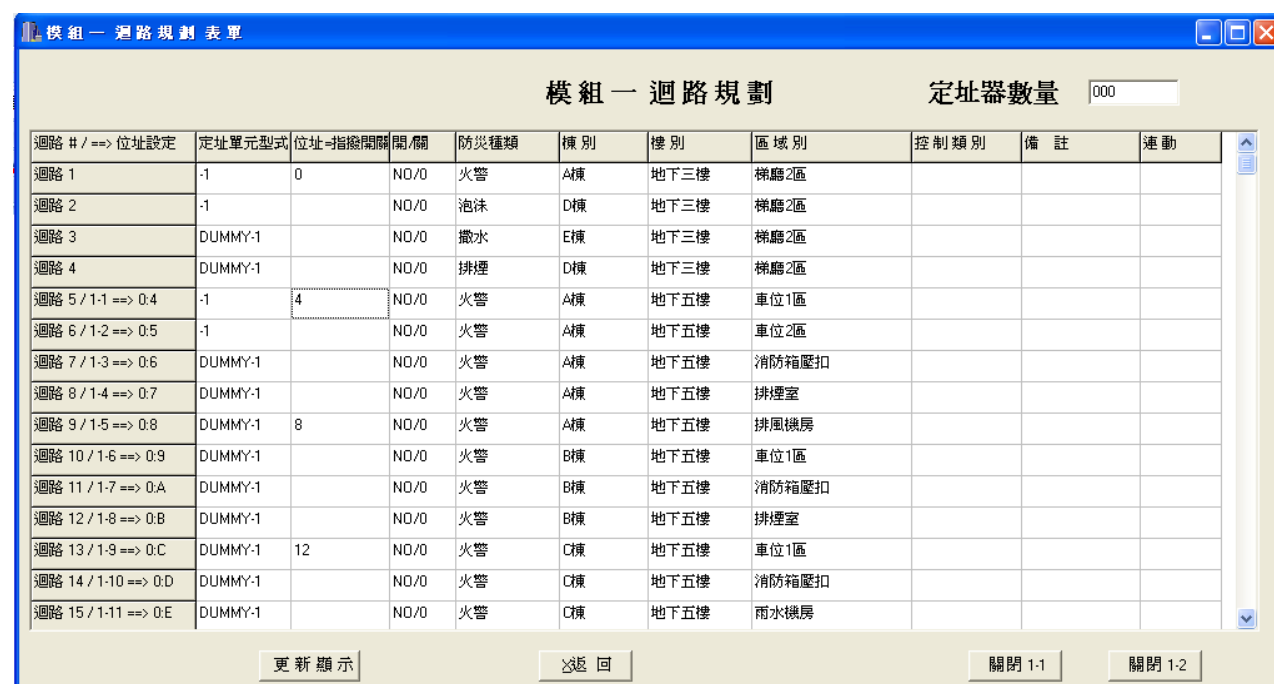 模組一 迴路規劃 表單
模組一 迴路規劃 定址器數量 000
迴路 # / ==> 位址設定 定址單元型式 位址=指撥開關 開/關 防災種類 棟別 樓別 區域別 控制類別 備 註 連動
迴路 1 -1 0 NO/0 火警 A棟 地下三樓 梯廳2區
迴路 2 -1 NO/0 泡沫 D棟 地下三樓 梯廳2區
迴路 3 DUMMY-1 NO/0 撒水 E棟 地下三樓 梯廳2區
迴路 4 DUMMY-1 NO/0 排煙 D棟 地下三樓 梯廳2區
迴路 5 / 1-1 ==> 0:4 -1 4 NO/0 火警 A棟 地下五樓 車位1區
迴路 6 / 1-2 ==> 0:5 -1 NO/0 火警 A棟 地下五樓 車位2區
迴路 7 / 1-3 ==> 0:6 DUMMY-1 NO/0 火警 A棟 地下五樓 消防箱壓扣
迴路 8 / 1-4 ==> 0:7 DUMMY-1 NO/0 火警 A棟 地下五樓 排煙室
迴路 9 / 1-5 ==> 0:8 DUMMY-1 8 NO/0 火警 A棟 地下五樓 排風機房
迴路 10 / 1-6 ==> 0:9 DUMMY-1 NO/0 火警 B棟 地下五樓 車位1區
迴路 11 / 1-7 ==> 0:A DUMMY-1 NO/0 火警 B棟 地下五樓 消防箱壓扣
迴路 12 / 1-8 ==> 0:B DUMMY-1 NO/0 火警 B棟 地下五樓 排煙室
迴路 13 / 1-9 ==> 0:C DUMMY-1 12 NO/0 火警 C棟 地下五樓 車位1區
迴路 14 / 1-10 ==> 0:D DUMMY-1 NO/0 火警 C棟 地下五樓 消防箱壓扣
迴路 15 / 1-11 ==> 0:E DUMMY-1 NO/0 火警 C棟 地下五樓 雨水機房
更新顯示 X返 回 關閉 1-1 關閉 1-2